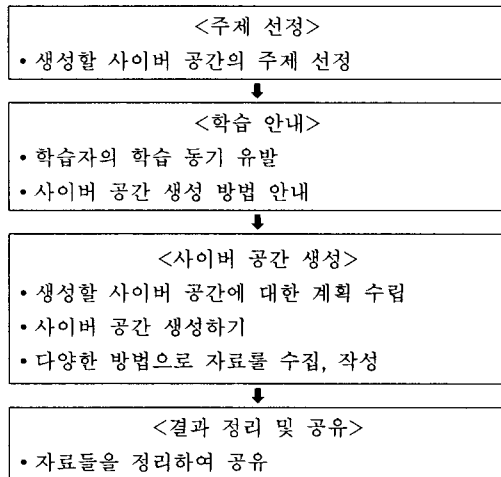 <주제 선정>
• 생성할 사이버 공간의 주제 선정
<학습 안내>
• 학습자의 학습 동기 유발
• 사이버 공간 생성 방법 안내
<사이버 공간 생성>
• 생성할 사이버 공간에 대한 계획 수립
• 사이버 공간 생성하기
• 다양한 방법으로 자료를 수집, 작성
<결과 정리 및 공유>
• 자료들을 정리하여 공유